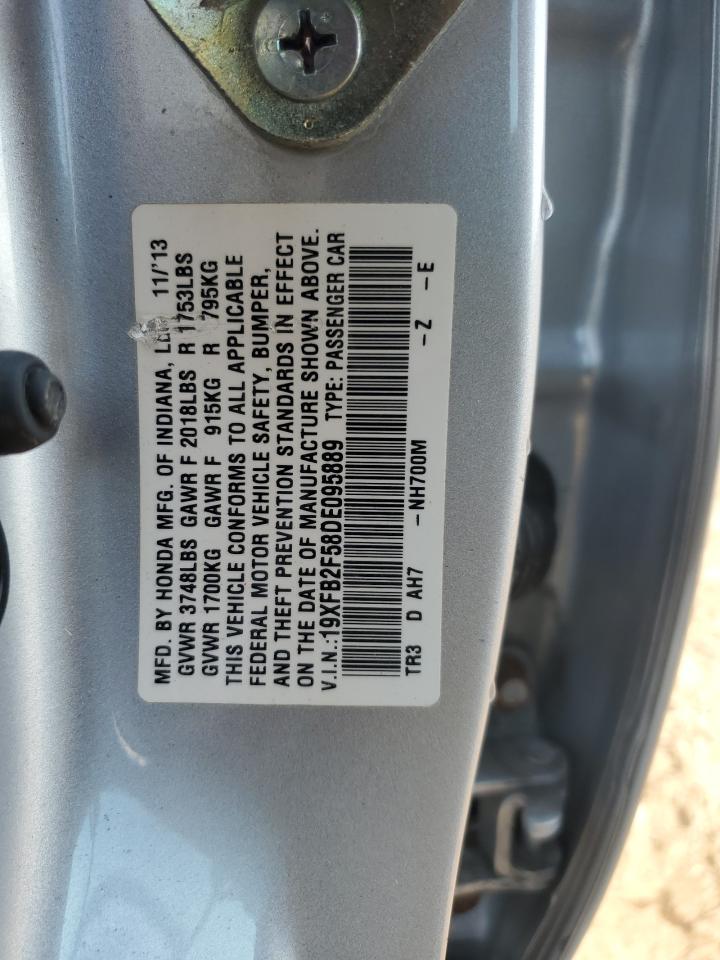 MFD. BY HONDA MFG. OF INDIANA, 11/'13
GVWR 3748LBS GAWR F 2018LBS R 1753LBS
GVWR 1700KG GAWR F 915KG R 795KG
THIS VEHICLE CONFORMS TO ALL APPLICABLE
FEDERAL MOTOR VEHICLE SAFETY, BUMPER,
AND THEFT PREVENTION STANDARDS IN EFFECT
ON THE DATE OF MANUFACTURE SHOWN ABOVE.
V.I.N.:19XFB2F58DE095889 TYPE: PASSENGER CAR
TR3 D AH7 -NH700M -Z -E